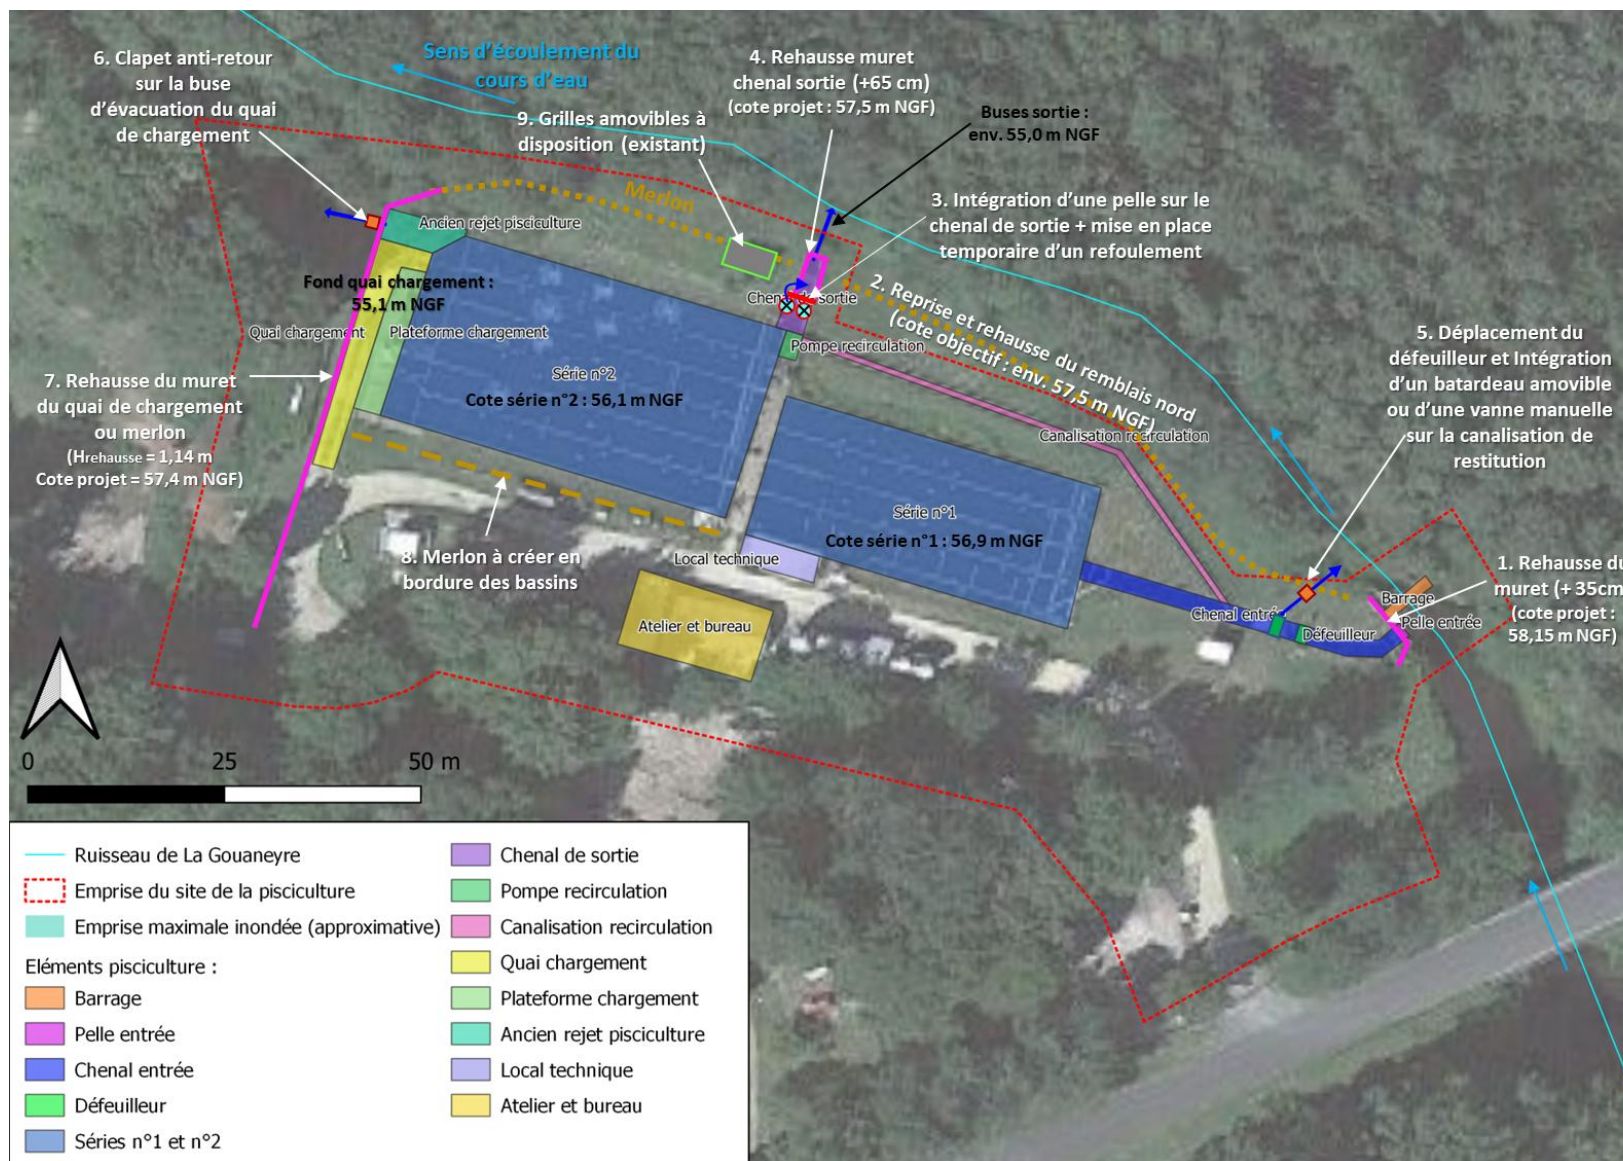 6. Clapet anti-retour
sur la buse
d’évacuation du quai
de chargement
Sens d’écoulement du
cours d’eau
4. Rehausse muret
chenal sortie (+65 cm)
(cote projet : 57,5 m NGF)
9. Grilles amovibles à
disposition (existant)
Buses sortie :
env. 55,0 m NGF
3. Intégration d’une pelle sur le
chenal de sortie + mise en place
temporaire d’un refoulement
Merlon
Ancien rejet pisciculture
Fond quai chargement :
55,1 m NGF
Chenal de sortie
2. Reprise et rehausse du remblais nord
(cote objectif : env. 57,5 m NGF)
Quai chargement
Plateforme chargement
Pompe recirculation
5. Déplacement du
défeuilleur et Intégration
d’un batardeau amovible
ou d’une vanne manuelle
sur la canalisation de
restitution
Série n°2
Cote série n°2 : 56,1 m NGF
7. Rehausse du muret
du quai de chargement
ou merlon
(Hrehausse = 1,14 m
Cote projet = 57,4 m NGF)
Canalisation recirculation
Série n°1
Cote série n°1 : 56,9 m NGF
8. Merlon à créer en
bordure des bassins
Local technique
1. Rehausse du
muret (+ 35cm
(cote projet :
58,15 m NGF)
Barrage
Pelle entrée
Chenal entrée
Défeuilleur
Atelier et bureau
0 25 50 m
Ruisseau de La Gouaneyre
Emprise du site de la pisciculture
Emprise maximale inondée (approximative)
Eléments pisciculture :
Barrage
Pelle entrée
Chenal entrée
Défeuilleur
Séries n°1 et n°2
Chenal de sortie
Pompe recirculation
Canalisation recirculation
Quai chargement
Plateforme chargement
Ancien rejet pisciculture
Local technique
Atelier et bureau